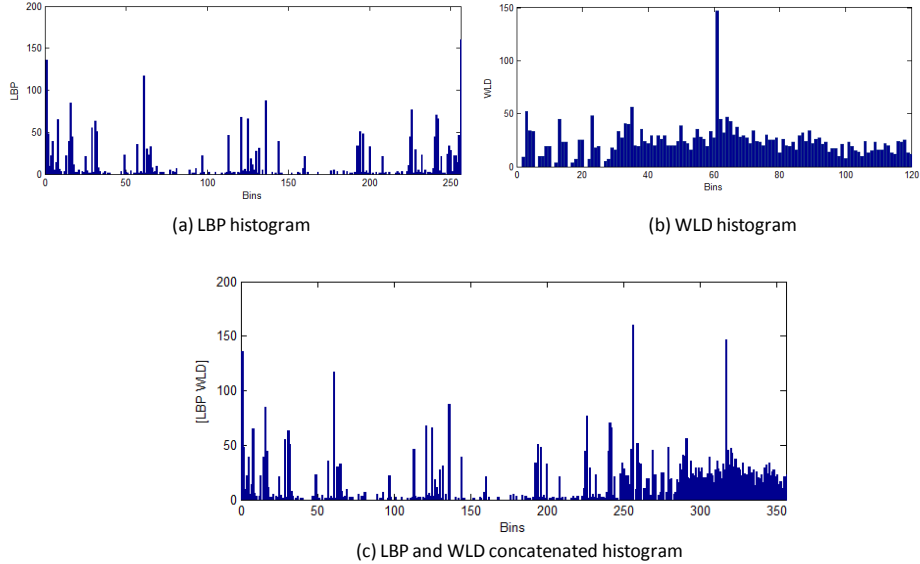 200
150
100
50
0
LBP
0 50 100 150 200 250
Bins
(a) LBP histogram
150
100
50
0
WLD
0 20 40 60 80 100 120
Bins
(b) WLD histogram
200
150
100
50
0
[LBP WLD]
0 50 100 150 200 250 300 350
Bins
(c) LBP and WLD concatenated histogram